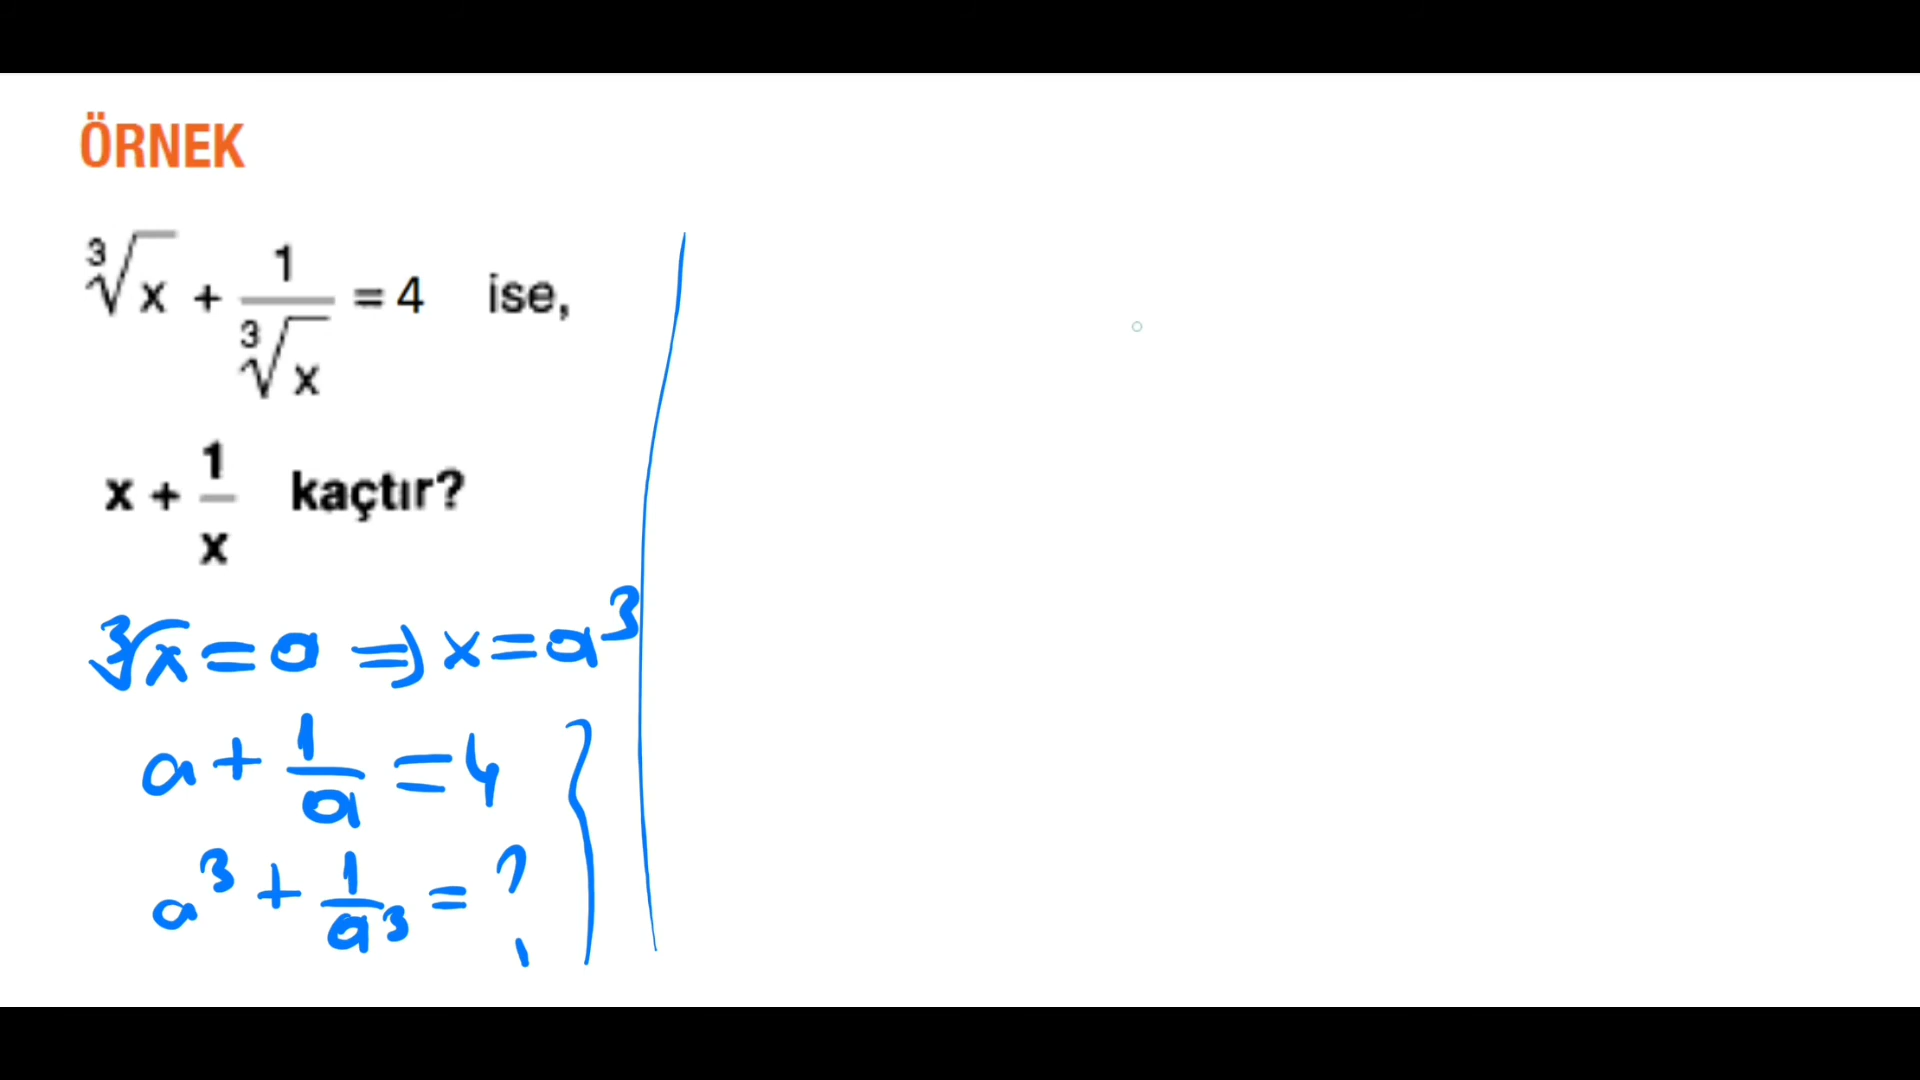 ÖRNEK
∛x + 1/∛x = 4 ise,
x + 1/x kaçtır?
∛x = a ⇒ x = a³
a + 1/a = 4
a³ + 1/a³ = ?